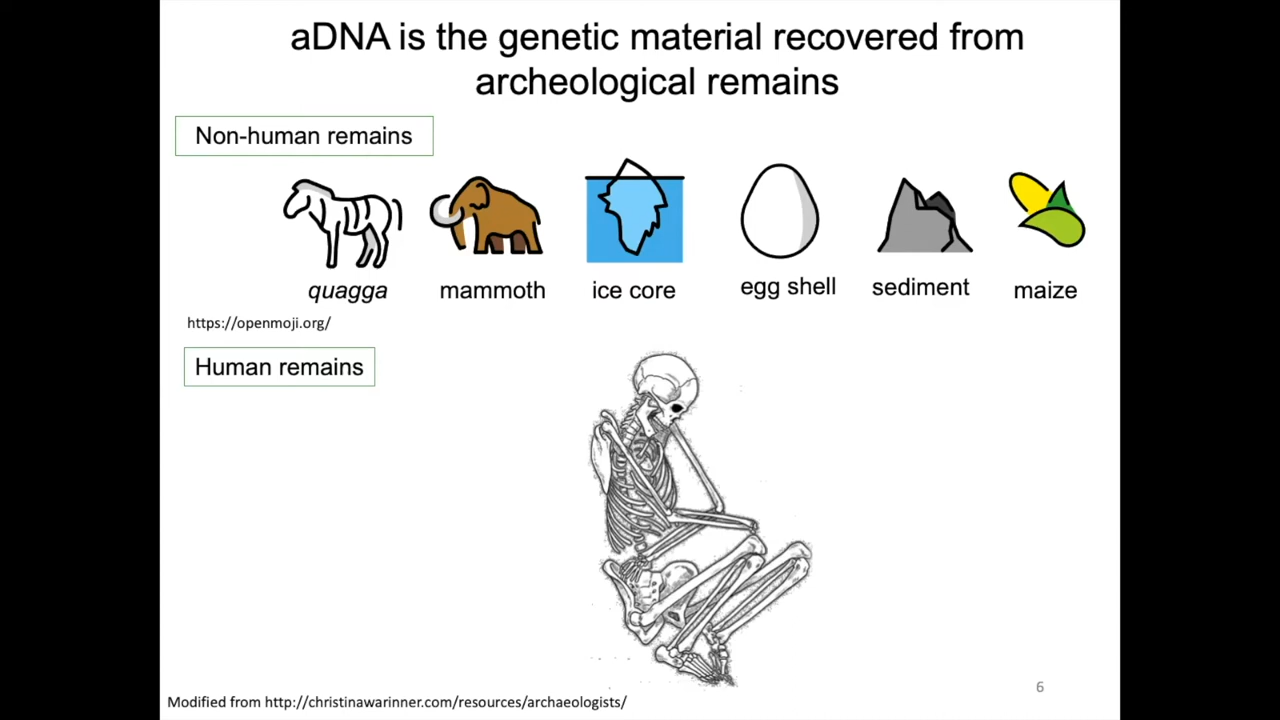 aDNA is the genetic material recovered from
archeological remains
Non-human remains
quagga
mammoth
ice core
egg shell
sediment
maize
https://openmoji.org/
Human remains
Modified from http://christinawarinner.com/resources/archaeologists/
6